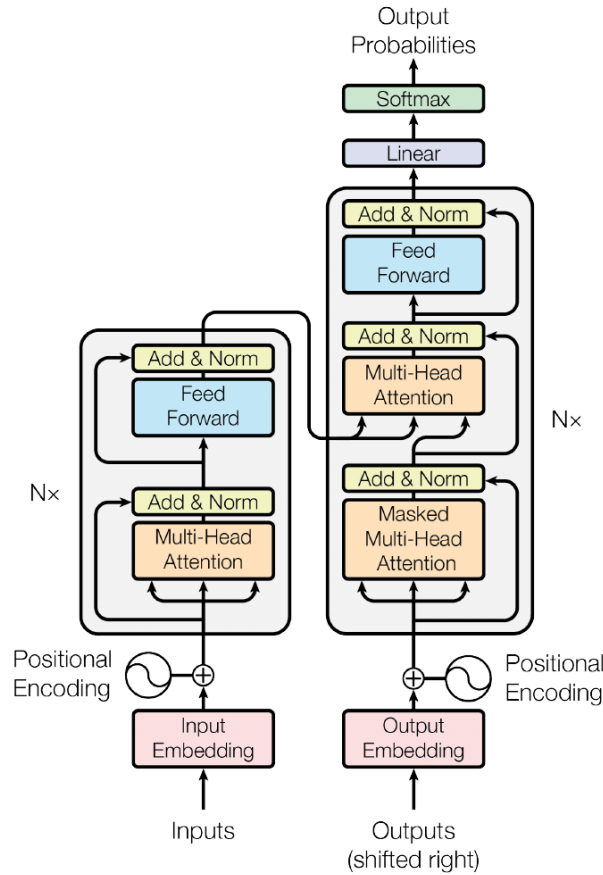 Output
Probabilities
Softmax
Linear
Add & Norm
Feed
Forward
Add & Norm
Multi-Head
Attention
Add & Norm
Masked
Multi-Head
Attention
Nx
Add & Norm
Feed
Forward
Add & Norm
Multi-Head
Attention
Nx
Positional
Encoding
Positional
Encoding
Input
Embedding
Output
Embedding
Inputs
Outputs
(shifted right)